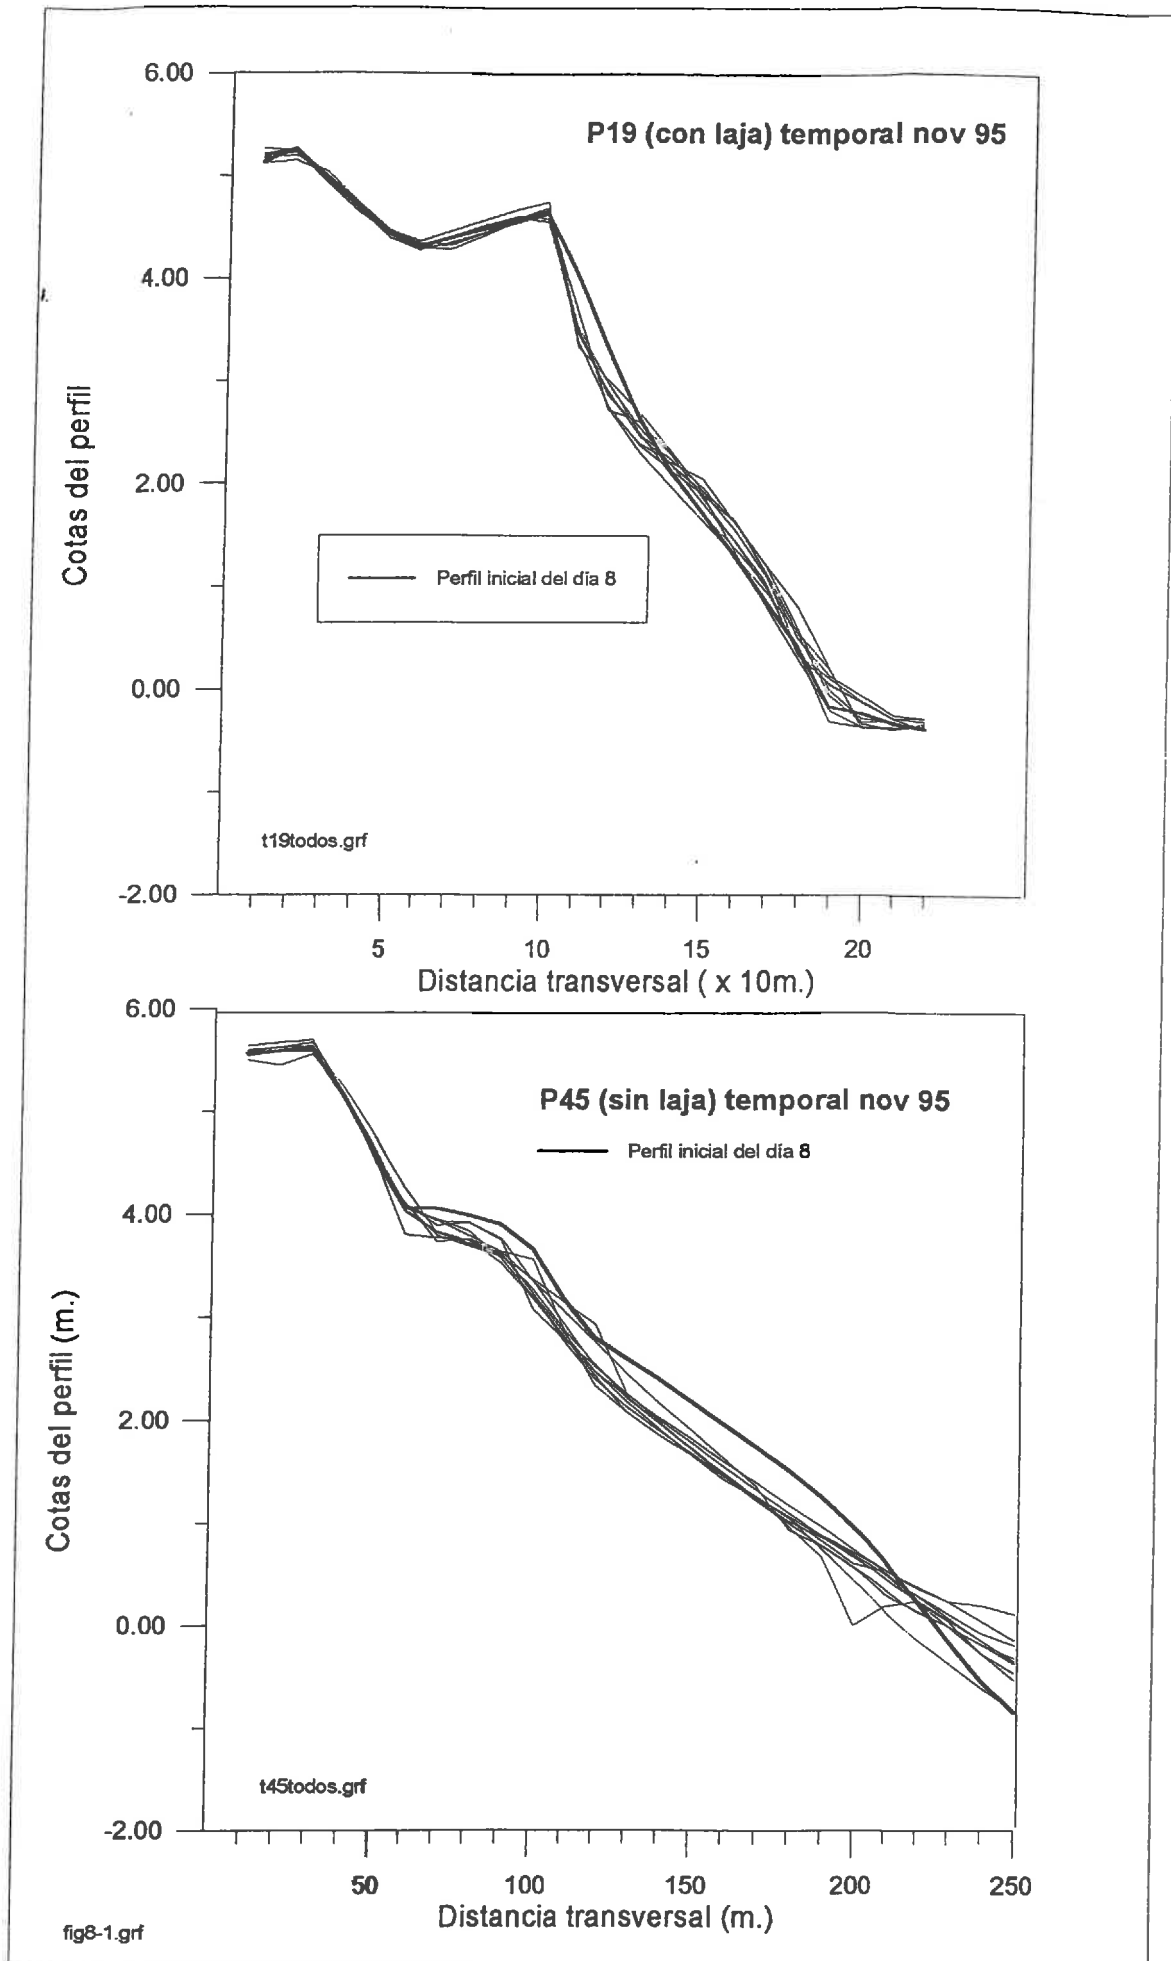 6.00
P19 (con laja) temporal nov 95
4.00
Cotas del perfil
2.00
Perfil inicial del día 8
0.00
t19todos.grf
-2.00
5 10 15 20
Distancia transversal ( x 10m.)
6.00
P45 (sin laja) temporal nov 95
Perfil inicial del día 8
4.00
Cotas del perfil (m.)
2.00
0.00
t45todos.grf
-2.00
50 100 150 200 250
Distancia transversal (m.)
fig8-1.grf